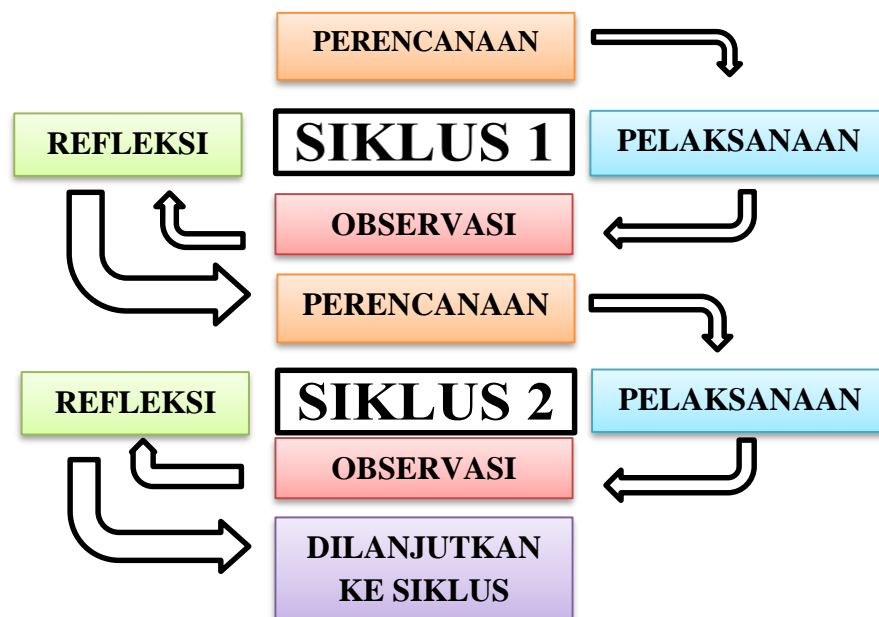 PERENCANAAN
REFLEKSI
SIKLUS 1
PELAKSANAAN
OBSERVASI
PERENCANAAN
REFLEKSI
SIKLUS 2
PELAKSANAAN
OBSERVASI
DILANJUTKAN
KE SIKLUS